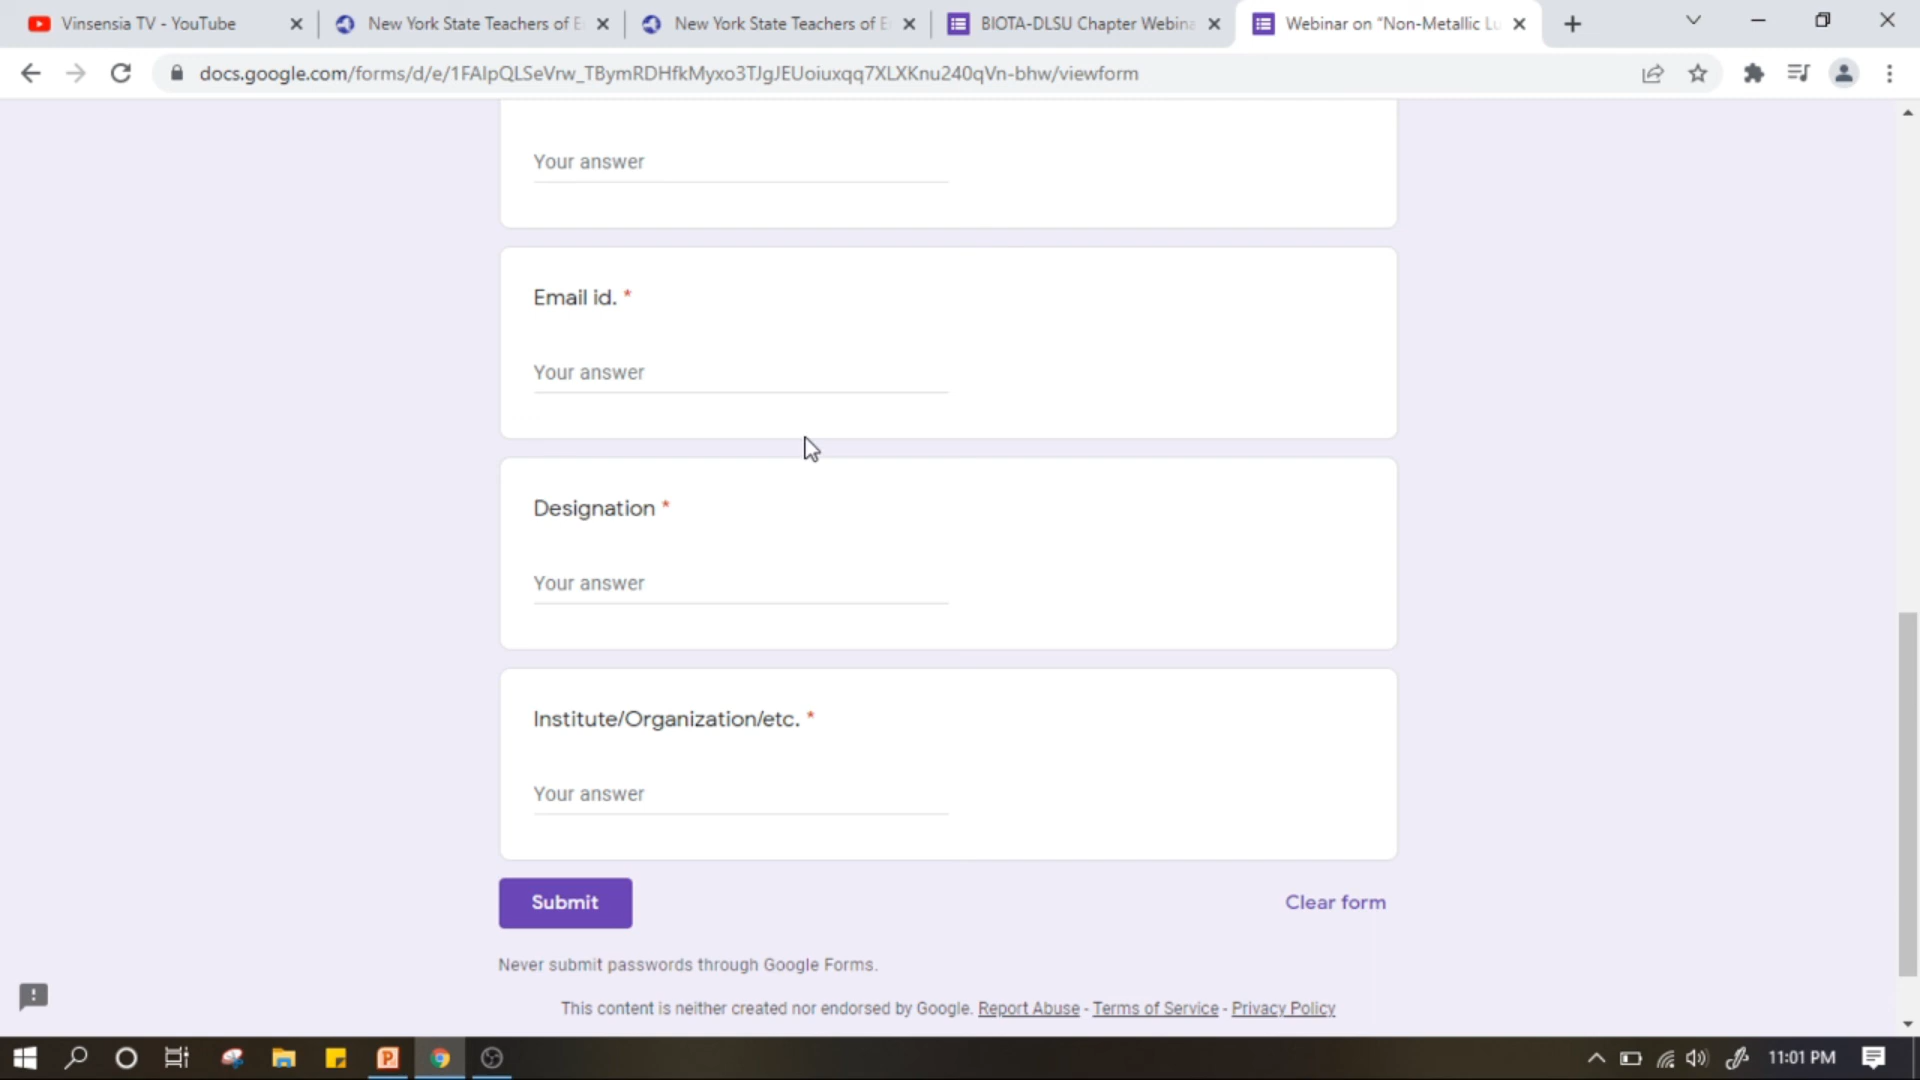 Vinsensia TV - YouTube
New York State Teachers of E
New York State Teachers of E
BIOTA-DLSU Chapter Webina
Webinar on “Non-Metallic Lu
docs.google.com/forms/d/e/1FAIpQLSeVrw_TBymRDHfkMyxo3TJgJEUoiuxqq7XLXKnu240qVn-bhw/viewform
Your answer
Email id. *
Your answer
Designation *
Your answer
Institute/Organization/etc. *
Your answer
Submit
Clear form
Never submit passwords through Google Forms.
This content is neither created nor endorsed by Google. Report Abuse - Terms of Service - Privacy Policy
11:01 PM